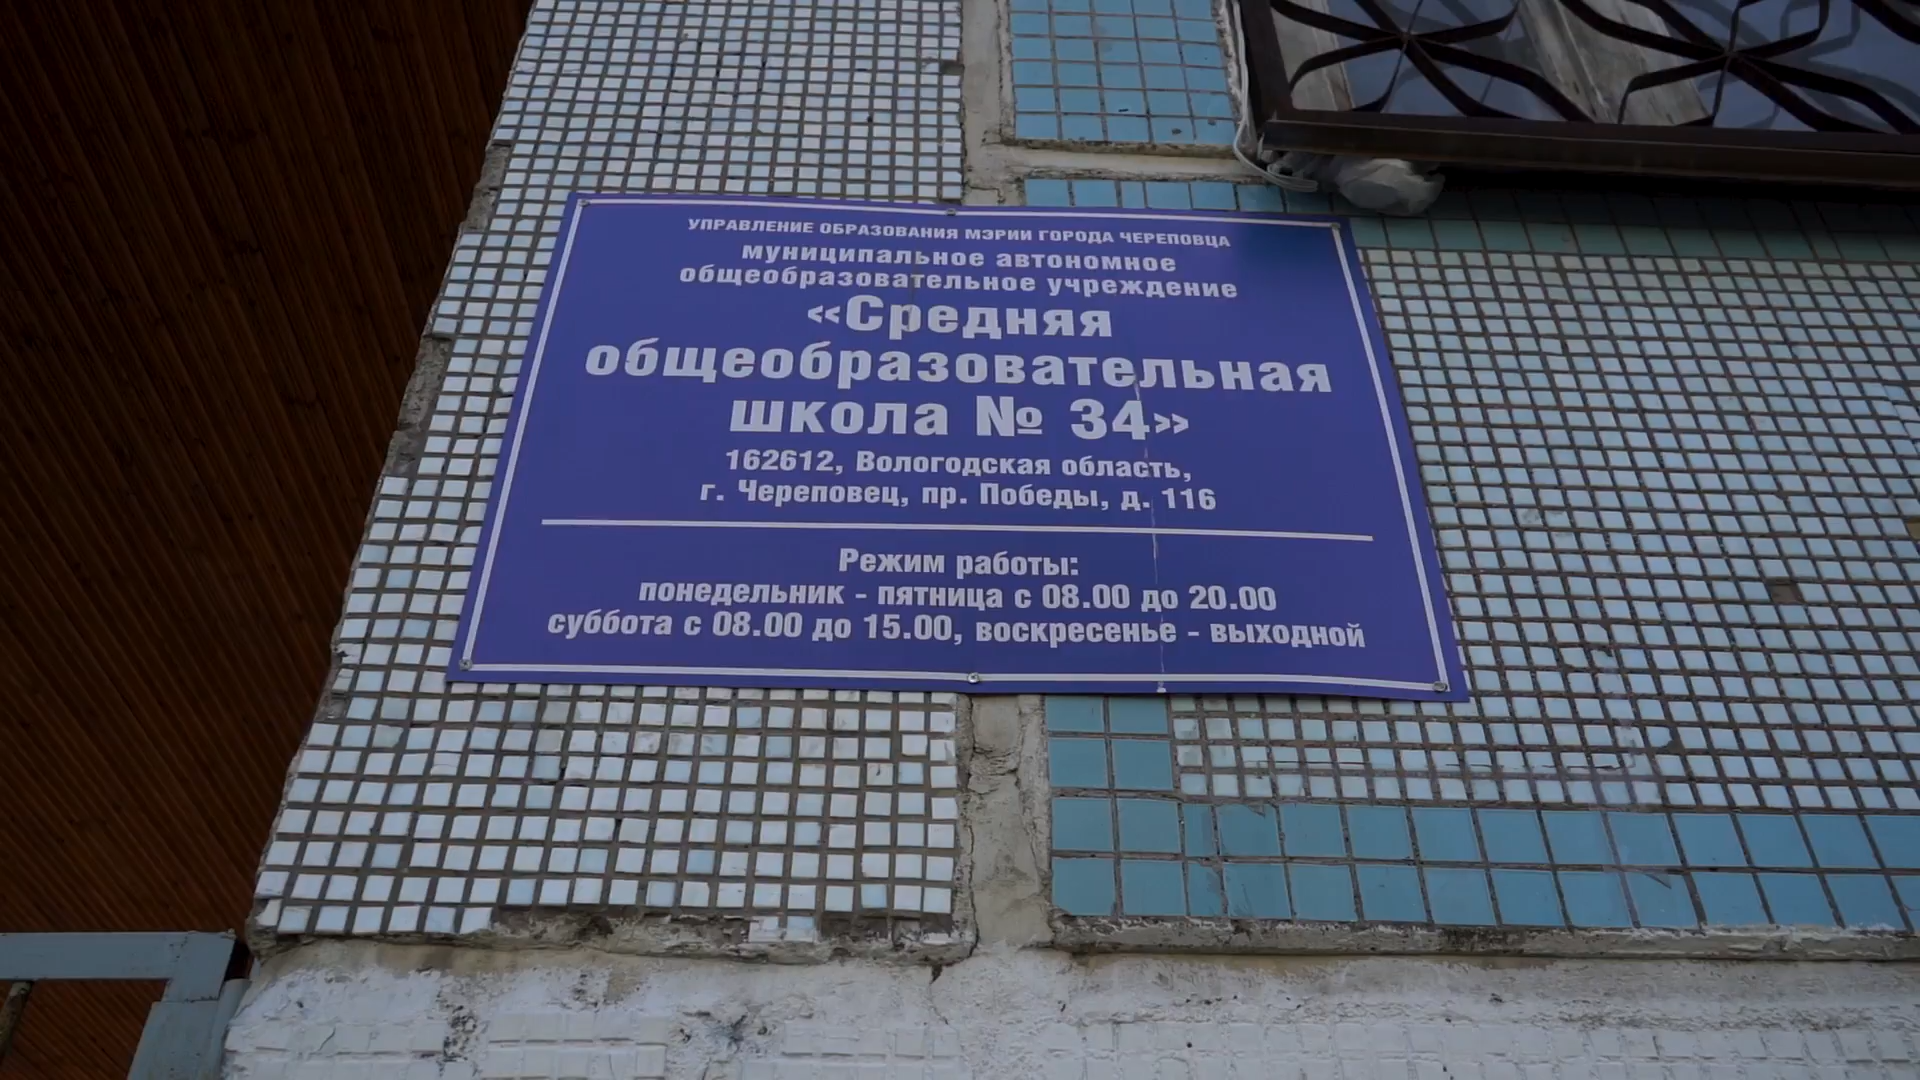 УПРАВЛЕНИЕ ОБРАЗОВАНИЯ МЭРИИ ГОРОДА ЧЕРЕПОВЦА
муниципальное автономное
общеобразовательное учреждение
«Средняя
общеобразовательная
школа № 34»
162612, Вологодская область,
г. Череповец, пр. Победы, д. 116
Режим работы:
понедельник - пятница с 08.00 до 20.00
суббота с 08.00 до 15.00, воскресенье - выходной